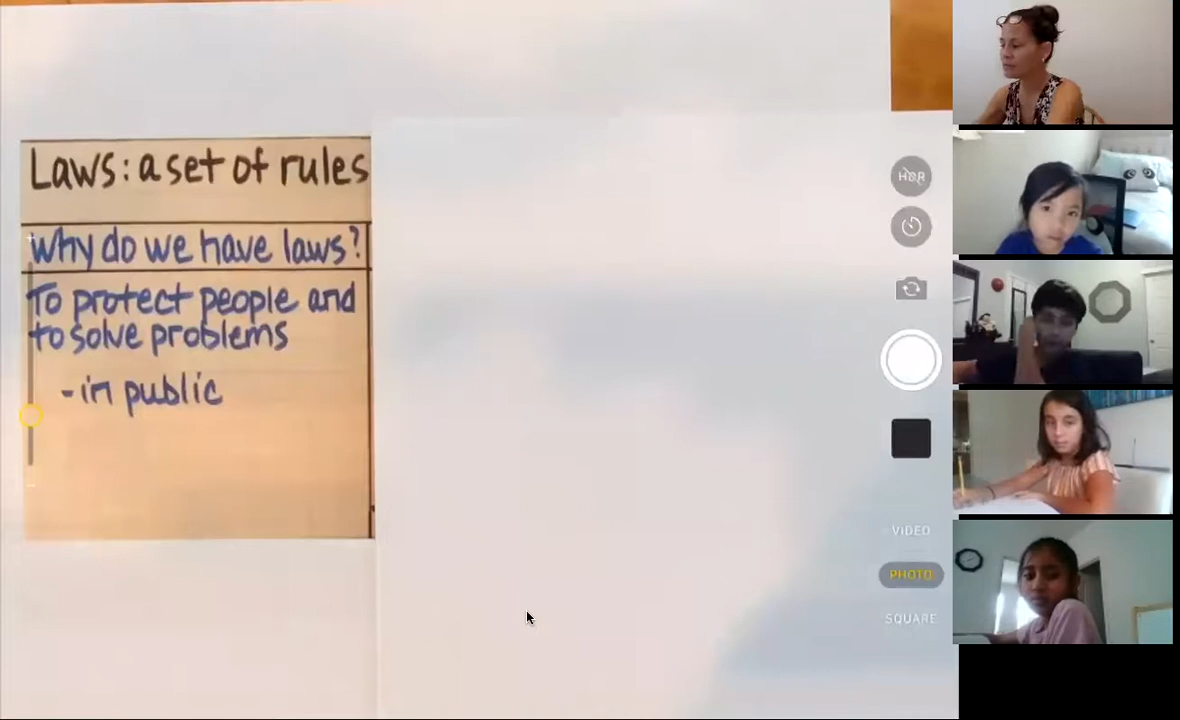 Laws: a set of rules
Why do we have laws?
To protect people and
to solve problems
- in public
HDR
VIDEO
PHOTO
SQUARE